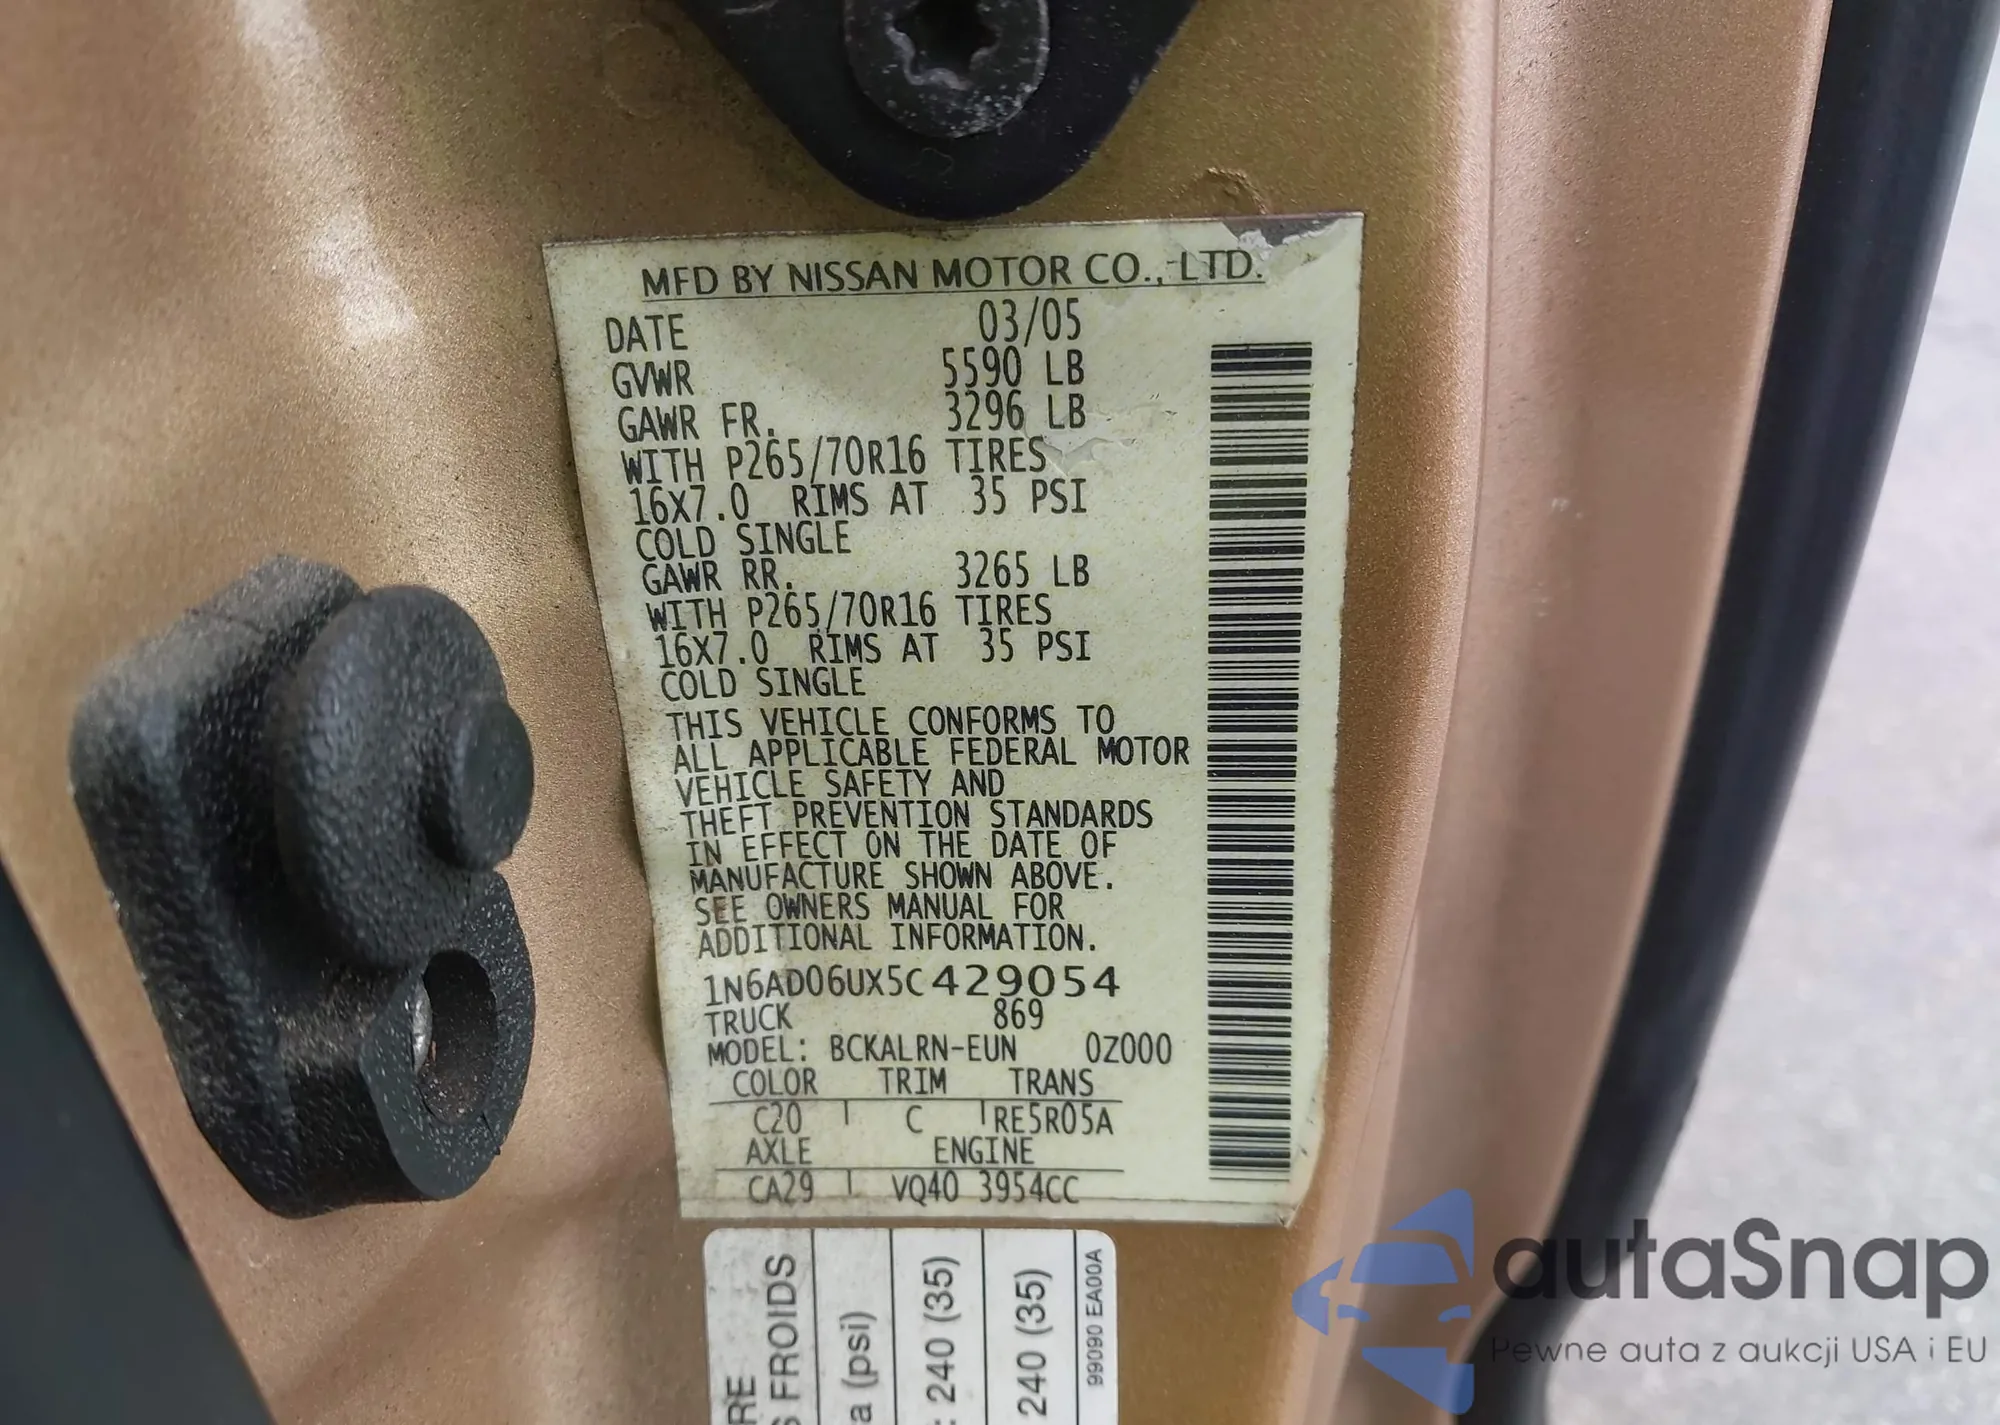 MFD BY NISSAN MOTOR CO., LTD.
DATE 03/05
GVWR 5590 LB
GAWR FR. 3296 LB
WITH P265/70R16 TIRES
16X7.0 RIMS AT 35 PSI
COLD SINGLE
GAWR RR. 3265 LB
WITH P265/70R16 TIRES
16X7.0 RIMS AT 35 PSI
COLD SINGLE
THIS VEHICLE CONFORMS TO
ALL APPLICABLE FEDERAL MOTOR
VEHICLE SAFETY AND
THEFT PREVENTION STANDARDS
IN EFFECT ON THE DATE OF
MANUFACTURE SHOWN ABOVE.
SEE OWNERS MANUAL FOR
ADDITIONAL INFORMATION.
1N6AD06UX5C429054
TRUCK 869
MODEL: BCKALRN-EUN 0Z000
COLOR TRIM TRANS
C20 C RE5R05A
AXLE ENGINE
CA29 VQ40 3954CC
FROIDS
(psi)
240 (35)
240 (35)
99090 EA00A
autaSnap
Pewne auta z aukcji USA i EU